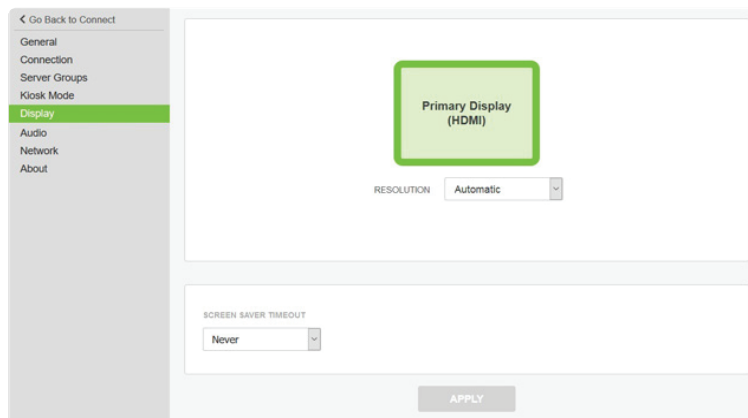 Go Back to Connect
General
Connection
Server Groups
Kiosk Mode
Display
Audio
Network
About
Primary Display
(HDMI)
RESOLUTION Automatic
SCREEN SAVER TIMEOUT
Never
APPLY